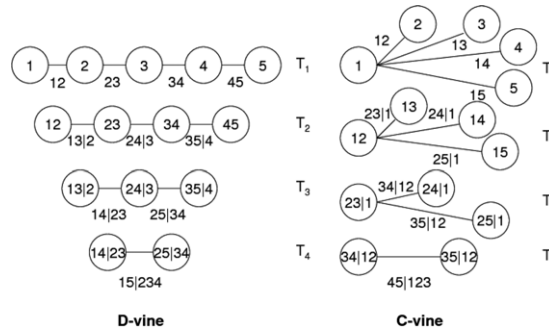 1 2 3 4 5 T1
12 23 34 45
12 23 34 45 T2
13|2 24|3 35|4
13|2 24|3 35|4 T3
14|23 25|34
14|23 25|34 T4
15|234
D-vine
2
3
12
13
1
4
T
14
5
15
13
23|1
24|1
14
T
12
15
25|1
34|12
24|1
T
23|1
35|12
25|1
34|12 35|12 T
45|123
C-vine